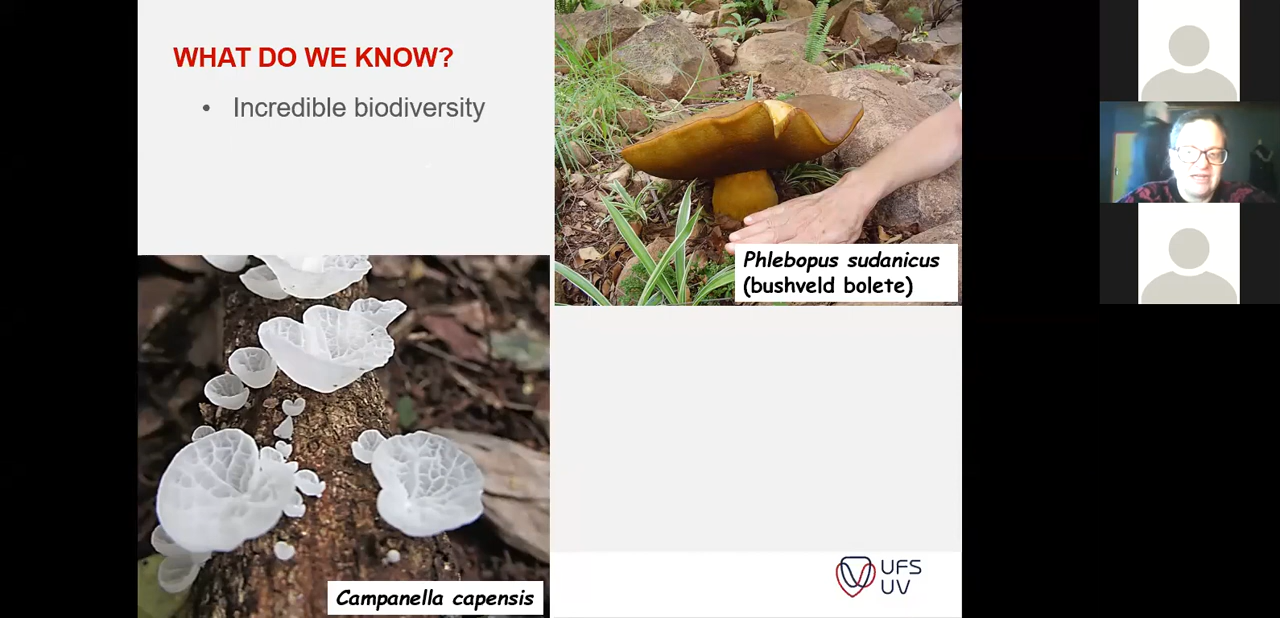 WHAT DO WE KNOW?
• Incredible biodiversity
Phlebopus sudanicus
(bushveld bolete)
Campanella capensis
UFS
UV